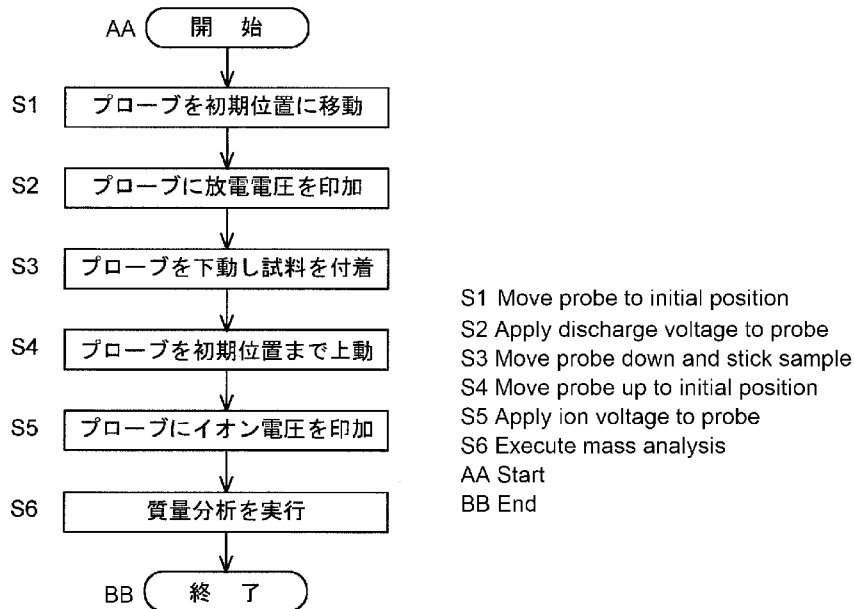 AA 開 始
S1 プローブを初期位置に移動
S2 プローブに放電電圧を印加
S3 プローブを下動し試料を付着
S4 プローブを初期位置まで上動
S5 プローブにイオン電圧を印加
S6 質量分析を実行
BB 終 了
S1 Move probe to initial position
S2 Apply discharge voltage to probe
S3 Move probe down and stick sample
S4 Move probe up to initial position
S5 Apply ion voltage to probe
S6 Execute mass analysis
AA Start
BB End